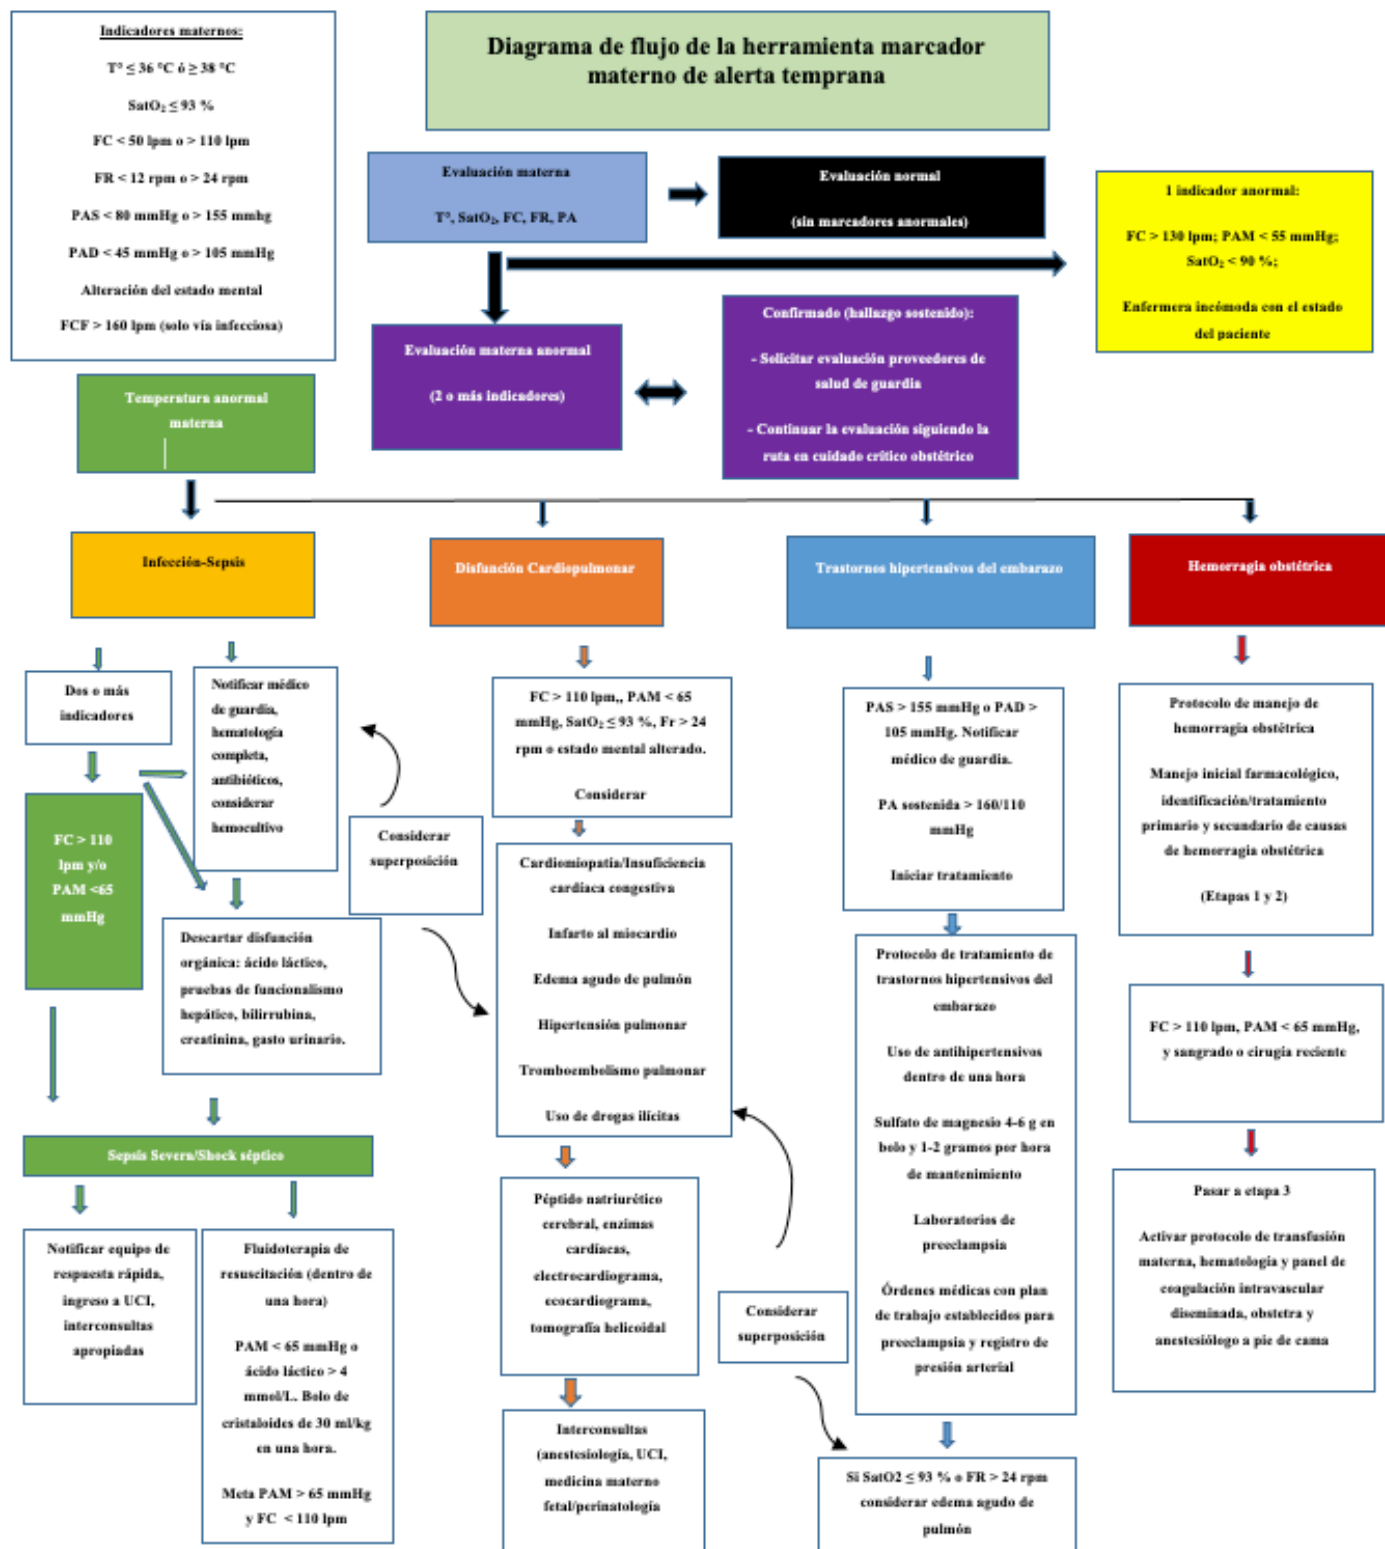 Indicadores maternos:
T° ≤ 36 °C ó ≥ 38 °C
SatO₂ ≤ 93 %
FC < 50 lpm o > 110 lpm
FR < 12 rpm o > 24 rpm
PAS < 80 mmHg o > 155 mmhg
PAD < 45 mmHg o > 105 mmHg
Alteración del estado mental
FCF > 160 lpm (solo vía infecciosa)
Diagrama de flujo de la herramienta marcador
materno de alerta temprana
Evaluación materna
T°, SatO₂, FC, FR, PA
Evaluación normal
(sin marcadores anormales)
1 indicador anormal:
FC > 130 lpm; PAM < 55 mmHg;
SatO₂ < 90 %;
Enfermera incómoda con el estado
del paciente
Evaluación materna anormal
(2 o más indicadores)
Confirmado (hallazgo sostenido):
- Solicitar evaluación proveedores de
salud de guardia
- Continuar la evaluación siguiendo la
ruta en cuidado crítico obstétrico
Temperatura anormal
materna
Infección-Sepsis
Disfunción Cardiopulmonar
Trastornos hipertensivos del embarazo
Hemorragia obstétrica
Dos o más
indicadores
Notificar médico
de guardia,
hematología
completa,
antibióticos,
considerar
hemocultivo
FC > 110
lpm y/o
PAM <65
mmHg
Descartar disfunción
orgánica: ácido láctico,
pruebas de funcionalismo
hepático, bilirrubina,
creatinina, gasto urinario.
Sepsis Severa/Shock séptico
Notificar equipo de
respuesta rápida,
ingreso a UCI,
interconsultas
apropiadas
Fluidoterapia de
resuscitación (dentro de
una hora)
PAM < 65 mmHg o
ácido láctico > 4
mmol/L. Bolo de
cristaloides de 30 ml/kg
en una hora.
Meta PAM > 65 mmHg
y FC < 110 lpm
Considerar
superposición
FC > 110 lpm,, PAM < 65
mmHg, SatO₂ ≤ 93 %, Fr > 24
rpm o estado mental alterado.
Considerar
Cardiomiopatía/Insuficiencia
cardíaca congestiva
Infarto al miocardio
Edema agudo de pulmón
Hipertensión pulmonar
Tromboembolismo pulmonar
Uso de drogas ilícitas
Péptido natriurético
cerebral, enzimas
cardíacas,
electrocardiograma,
ecocardiograma,
tomografía helicoidal
Interconsultas
(anestesiología, UCI,
medicina materno
fetal/perinatología
Considerar
superposición
PAS > 155 mmHg o PAD >
105 mmHg. Notificar
médico de guardia.
PA sostenida > 160/110
mmHg
Iniciar tratamiento
Protocolo de tratamiento de
trastornos hipertensivos del
embarazo
Uso de antihipertensivos
dentro de una hora
Sulfato de magnesio 4-6 g en
bolo y 1-2 gramos por hora
de mantenimiento
Laboratorios de
preeclampsia
Órdenes médicas con plan
de trabajo establecidos para
preeclampsia y registro de
presión arterial
Si SatO2 ≤ 93 % o FR > 24 rpm
considerar edema agudo de
pulmón
Protocolo de manejo de
hemorragia obstétrica
Manejo inicial farmacológico,
identificación/tratamiento
primario y secundario de causas
de hemorragia obstétrica
(Etapas 1 y 2)
FC > 110 lpm, PAM < 65 mmHg,
y sangrado o cirugía reciente
Pasar a etapa 3
Activar protocolo de transfusión
materna, hematología y panel de
coagulación intravascular
diseminada, obstetra y
anestesiólogo a pie de cama